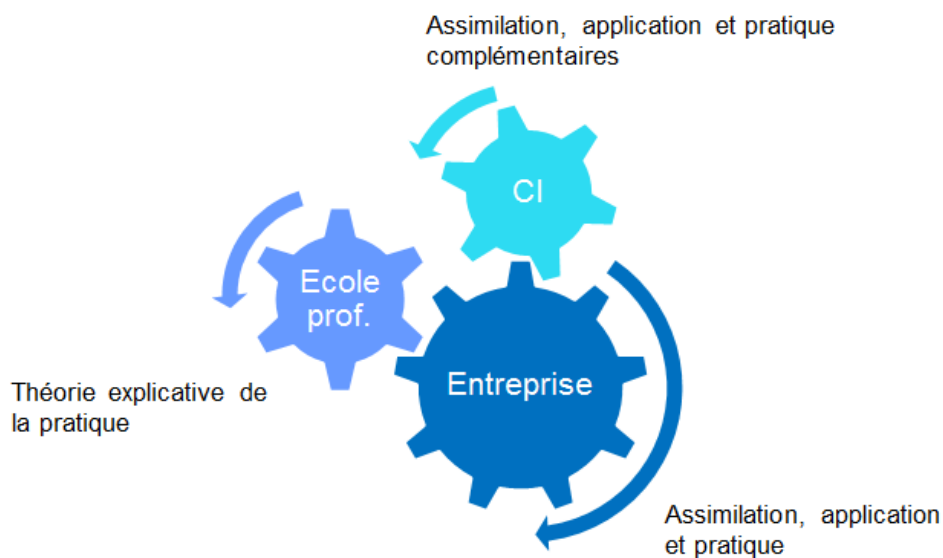 Assimilation, application et pratique
complémentaires
CI
Ecole
prof.
Entreprise
Théorie explicative de
la pratique
Assimilation, application
et pratique